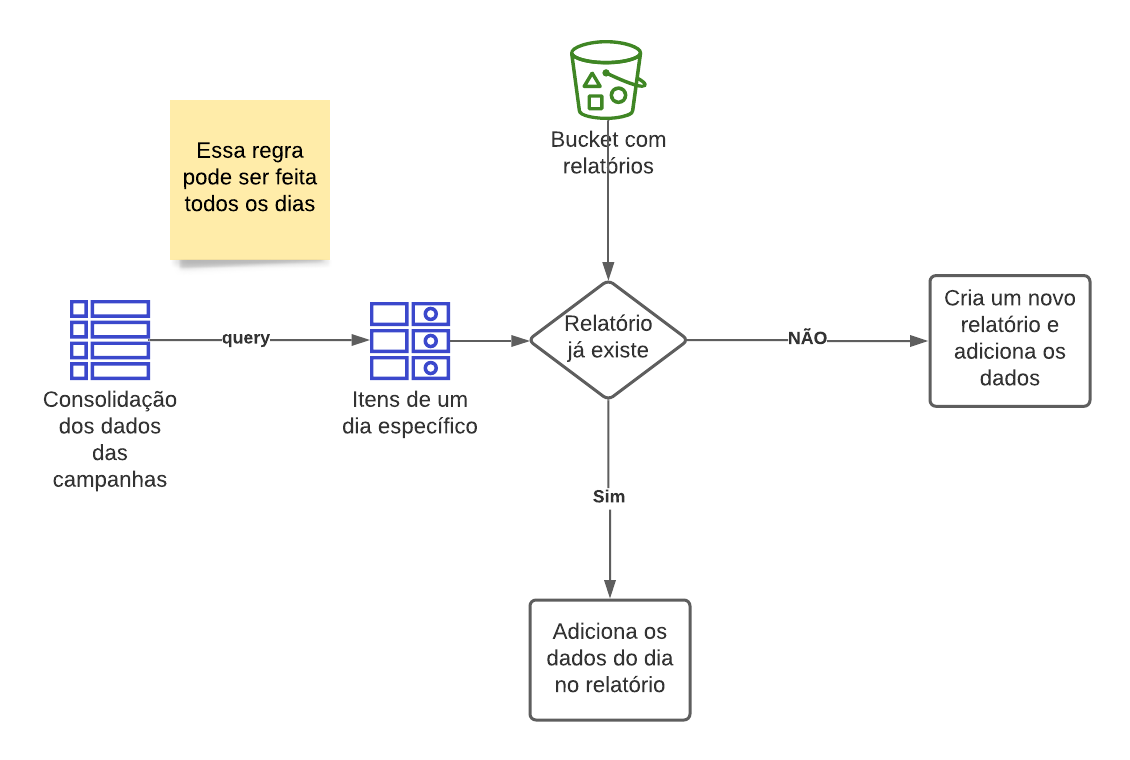 Bucket com
relatórios
Essa regra
pode ser feita
todos os dias
Consolidação
dos dados
das
campanhas
query
Itens de um
dia específico
Relatório
já existe
NÃO
Cria um novo
relatório e
adiciona os
dados
Sim
Adiciona os
dados do dia
no relatório